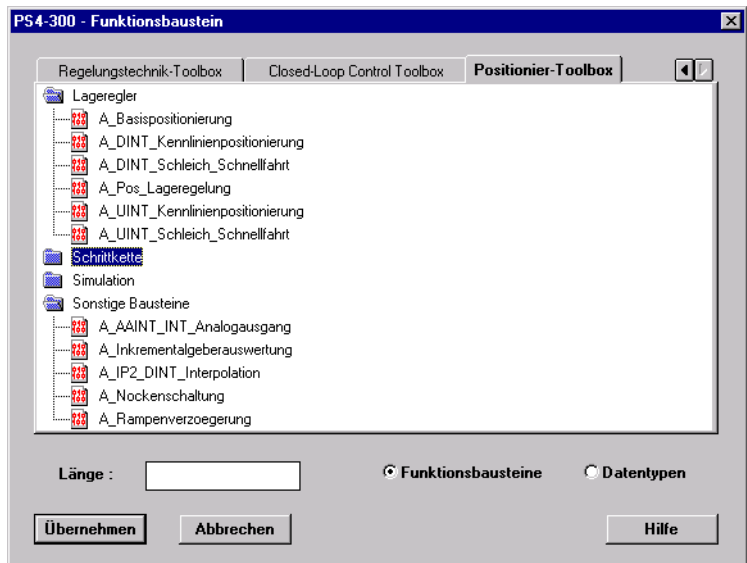 PS4-300 - Funktionsbaustein
Regelungstechnik-Toolbox
Closed-Loop Control Toolbox
Positionier-Toolbox
Lageregler
A_Basispositionierung
A_DINT_Kennlinienpositionierung
A_DINT_Schleich_Schnellfahrt
A_Pos_Lageregelung
A_UINT_Kennlinienpositionierung
A_UINT_Schleich_Schnellfahrt
Schrittkette
Simulation
Sonstige Bausteine
A_AAINT_INT_Analogausgang
A_Inkrementalgeberauswertung
A_IP2_DINT_Interpolation
A_Nockenschaltung
A_Rampenverzoegerung
Länge :
Funktionsbausteine
Datentypen
Übernehmen
Abbrechen
Hilfe